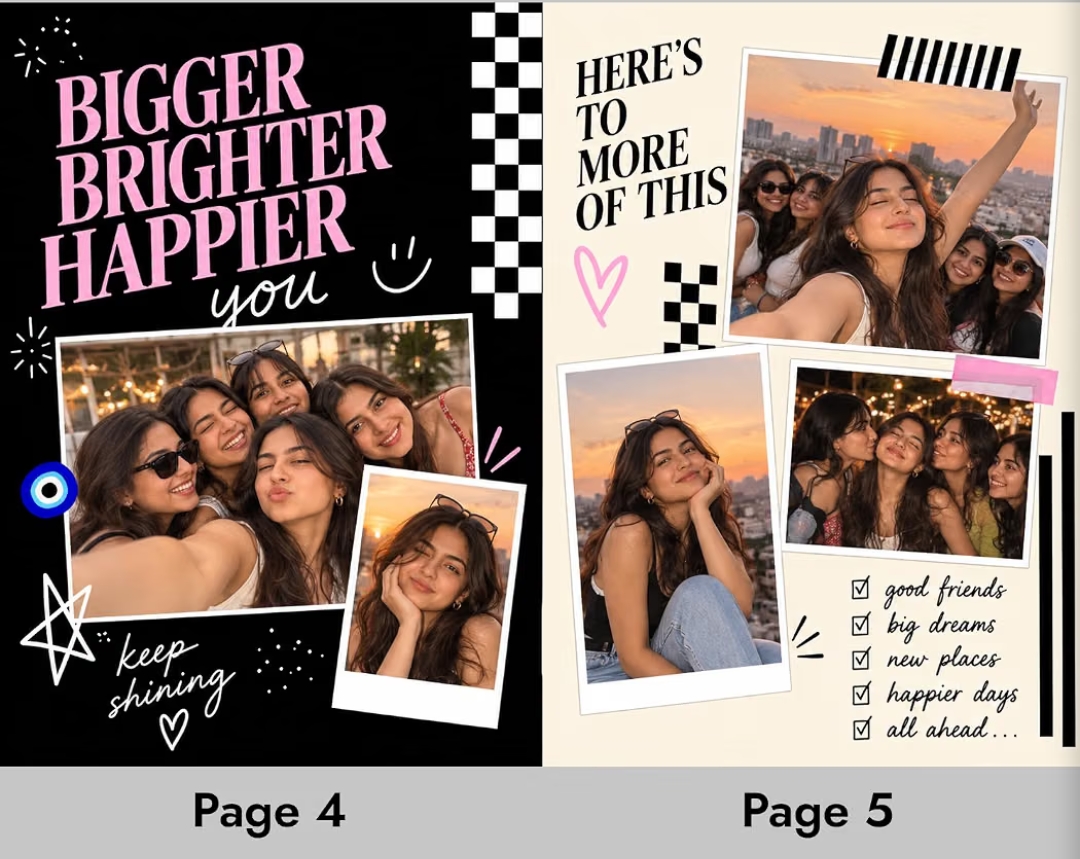 BIGGER
BRIGHTER
HAPPIER
you
keep
shining
Page 4
HERE'S
TO
MORE
OF THIS
good friends
big dreams
new places
happier days
all ahead...
Page 5